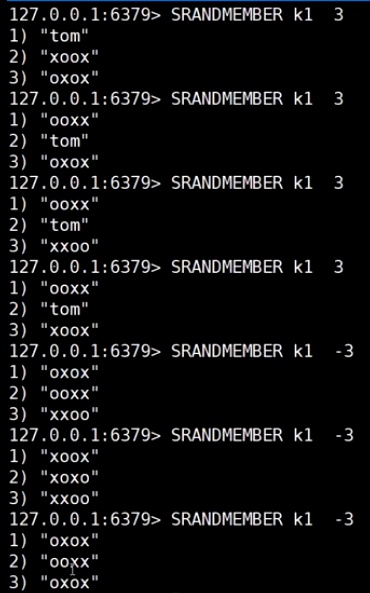 127.0.0.1:6379> SRANDMEMBER k1  3
1) "tom"
2) "xoox"
3) "oxox"
127.0.0.1:6379> SRANDMEMBER k1  3
1) "ooxx"
2) "tom"
3) "oxox"
127.0.0.1:6379> SRANDMEMBER k1  3
1) "ooxx"
2) "tom"
3) "xxoo"
127.0.0.1:6379> SRANDMEMBER k1  3
1) "ooxx"
2) "tom"
3) "xoox"
127.0.0.1:6379> SRANDMEMBER k1  -3
1) "oxox"
2) "ooxx"
3) "xxoo"
127.0.0.1:6379> SRANDMEMBER k1  -3
1) "xoox"
2) "xoxo"
3) "xxoo"
127.0.0.1:6379> SRANDMEMBER k1  -3
1) "oxox"
2) "ooxx"
3) "oxox"